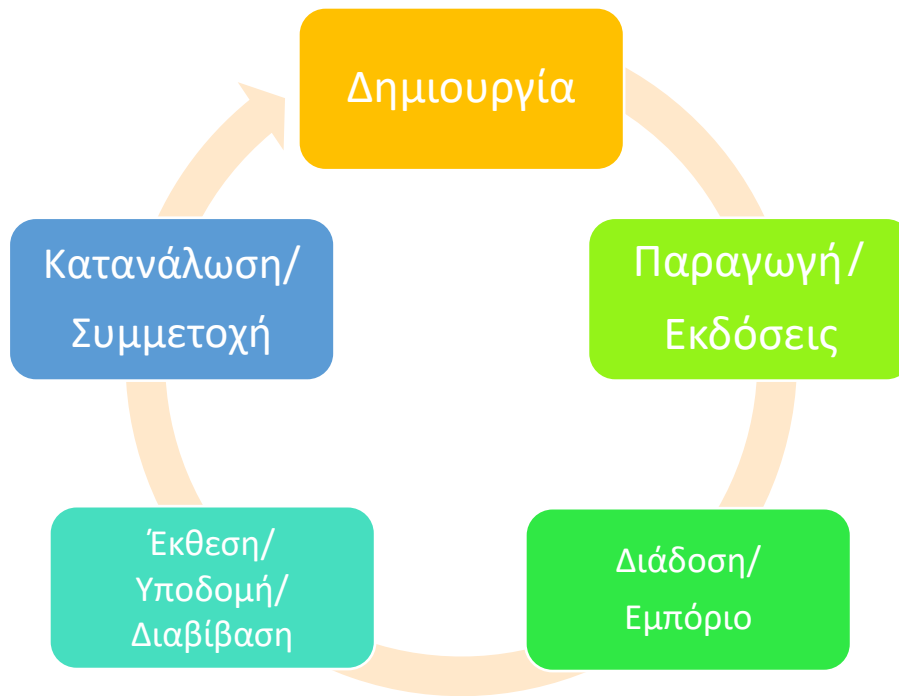 Δημιουργία
Παραγωγή/
Εκδόσεις
Διάδοση/
Εμπόριο
Έκθεση/
Υποδομή/
Διαβίβαση
Κατανάλωση/
Συμμετοχή